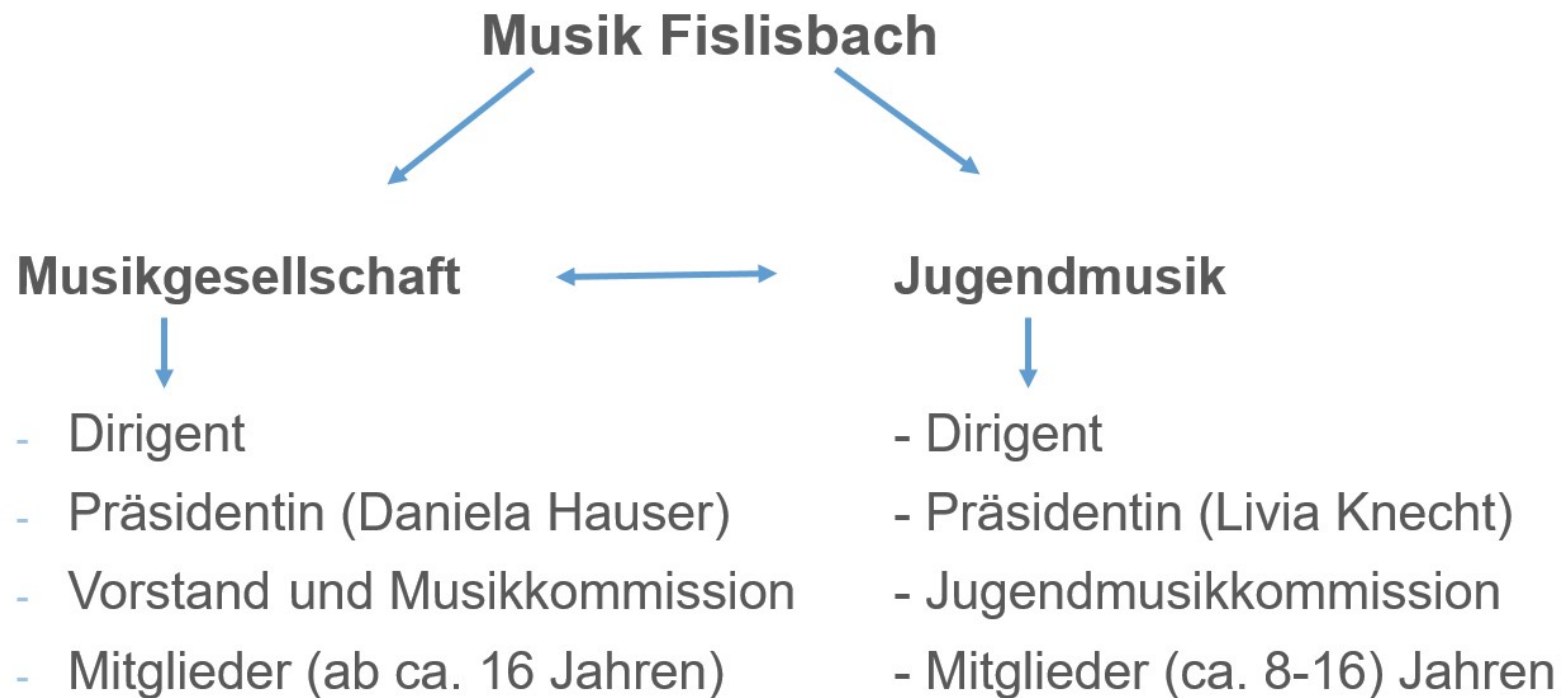 Musik Fislisbach
Musikgesellschaft
- Dirigent
- Präsidentin (Daniela Hauser)
- Vorstand und Musikkommission
- Mitglieder (ab ca. 16 Jahren)
Jugendmusik
- Dirigent
- Präsidentin (Livia Knecht)
- Jugendmusikkommission
- Mitglieder (ca. 8-16) Jahren